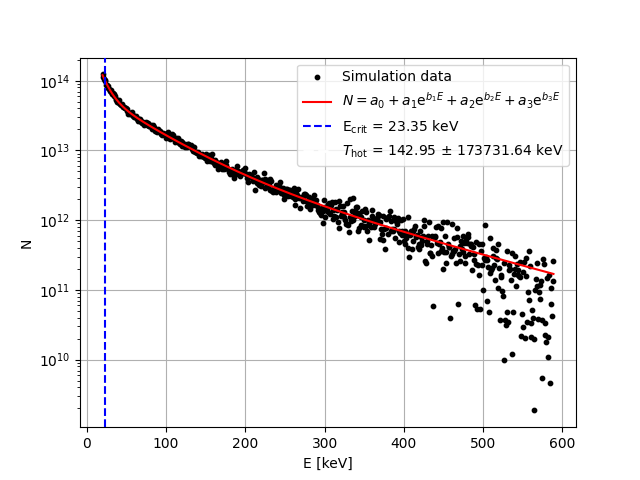 10¹⁴
10¹³
10¹²
10¹¹
10¹⁰
N
0
100
200
300
400
500
600
E [keV]
Simulation data
N = a₀ + a₁e^{b₁E} + a₂e^{b₂E} + a₃e^{b₃E}
E_crit = 23.35 keV
T_hot = 142.95 ± 173731.64 keV